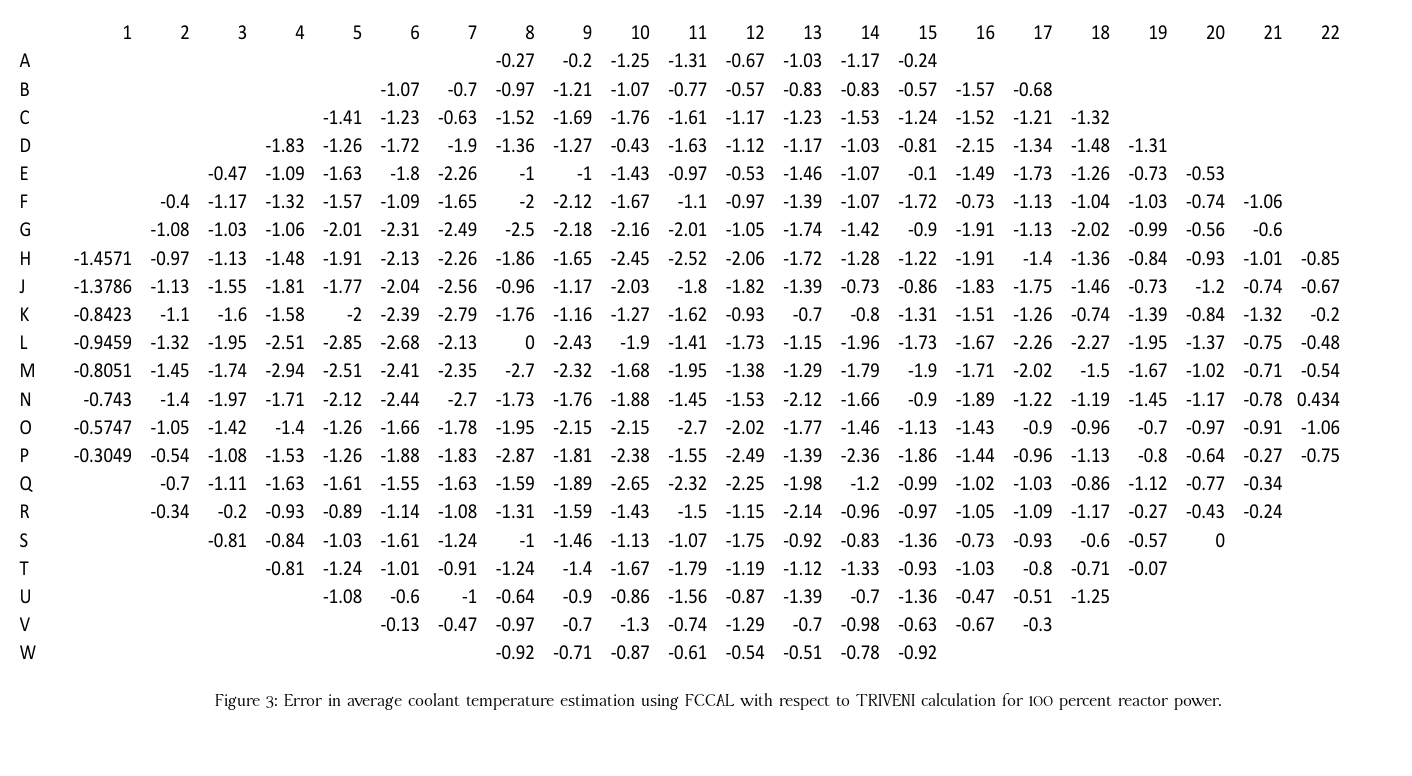 1 2 3 4 5 6 7 8 9 10 11 12 13 14 15 16 17 18 19 20 21 22
A -0.27 -0.2 -1.25 -1.31 -0.67 -1.03 -1.17 -0.24
B -1.07 -0.7 -0.97 -1.21 -1.07 -0.77 -0.57 -0.83 -0.83 -0.57 -1.57 -0.68
C -1.41 -1.23 -0.63 -1.52 -1.69 -1.76 -1.61 -1.17 -1.23 -1.53 -1.24 -1.52 -1.21 -1.32
D -1.83 -1.26 -1.72 -1.9 -1.36 -1.27 -0.43 -1.63 -1.12 -1.17 -1.03 -0.81 -2.15 -1.34 -1.48 -1.31
E -0.47 -1.09 -1.63 -1.8 -2.26 -1 -1 -1.43 -0.97 -0.53 -1.46 -1.07 -0.1 -1.49 -1.73 -1.26 -0.73 -0.53
F -0.4 -1.17 -1.32 -1.57 -1.09 -1.65 -2 -2.12 -1.67 -1.1 -0.97 -1.39 -1.07 -1.72 -0.73 -1.13 -1.04 -1.03 -0.74 -1.06
G -1.08 -1.03 -1.06 -2.01 -2.31 -2.49 -2.5 -2.18 -2.16 -2.01 -1.05 -1.74 -1.42 -0.9 -1.91 -1.13 -2.02 -0.99 -0.56 -0.6
H -1.4571 -0.97 -1.13 -1.48 -1.91 -2.13 -2.26 -1.86 -1.65 -2.45 -2.52 -2.06 -1.72 -1.28 -1.22 -1.91 -1.4 -1.36 -0.84 -0.93 -1.01 -0.85
J -1.3786 -1.13 -1.55 -1.81 -1.77 -2.04 -2.56 -0.96 -1.17 -2.03 -1.8 -1.82 -1.39 -0.73 -0.86 -1.83 -1.75 -1.46 -0.73 -1.2 -0.74 -0.67
K -0.8423 -1.1 -1.6 -1.58 -2 -2.39 -2.79 -1.76 -1.16 -1.27 -1.62 -0.93 -0.7 -0.8 -1.31 -1.51 -1.26 -0.74 -1.39 -0.84 -1.32 -0.2
L -0.9459 -1.32 -1.95 -2.51 -2.85 -2.68 -2.13 0 -2.43 -1.9 -1.41 -1.73 -1.15 -1.96 -1.73 -1.67 -2.26 -2.27 -1.95 -1.37 -0.75 -0.48
M -0.8051 -1.45 -1.74 -2.94 -2.51 -2.41 -2.35 -2.7 -2.32 -1.68 -1.95 -1.38 -1.29 -1.79 -1.9 -1.71 -2.02 -1.5 -1.67 -1.02 -0.71 -0.54
N -0.743 -1.4 -1.97 -1.71 -2.12 -2.44 -2.7 -1.73 -1.76 -1.88 -1.45 -1.53 -2.12 -1.66 -0.9 -1.89 -1.22 -1.19 -1.45 -1.17 -0.78 0.434
O -0.5747 -1.05 -1.42 -1.4 -1.26 -1.66 -1.78 -1.95 -2.15 -2.15 -2.7 -2.02 -1.77 -1.46 -1.13 -1.43 -0.9 -0.96 -0.7 -0.97 -0.91 -1.06
P -0.3049 -0.54 -1.08 -1.53 -1.26 -1.88 -1.83 -2.87 -1.81 -2.38 -1.55 -2.49 -1.39 -2.36 -1.86 -1.44 -0.96 -1.13 -0.8 -0.64 -0.27 -0.75
Q -0.7 -1.11 -1.63 -1.61 -1.55 -1.63 -1.59 -1.89 -2.65 -2.32 -2.25 -1.98 -1.2 -0.99 -1.02 -1.03 -0.86 -1.12 -0.77 -0.34
R -0.34 -0.2 -0.93 -0.89 -1.14 -1.08 -1.31 -1.59 -1.43 -1.5 -1.15 -2.14 -0.96 -0.97 -1.05 -1.09 -1.17 -0.27 -0.43 -0.24
S -0.81 -0.84 -1.03 -1.61 -1.24 -1 -1.46 -1.13 -1.07 -1.75 -0.92 -0.83 -1.36 -0.73 -0.93 -0.6 -0.57 0
T -0.81 -1.24 -1.01 -0.91 -1.24 -1.4 -1.67 -1.79 -1.19 -1.12 -1.33 -0.93 -1.03 -0.8 -0.71 -0.07
U -1.08 -0.6 -1 -0.64 -0.9 -0.86 -1.56 -0.87 -1.39 -0.7 -1.36 -0.47 -0.51 -1.25
V -0.13 -0.47 -0.97 -0.7 -1.3 -0.74 -1.29 -0.7 -0.98 -0.63 -0.67 -0.3
W -0.92 -0.71 -0.87 -0.61 -0.54 -0.51 -0.78 -0.92
Figure 3: Error in average coolant temperature estimation using FCCAL with respect to TRIVENI calculation for 100 percent reactor power.